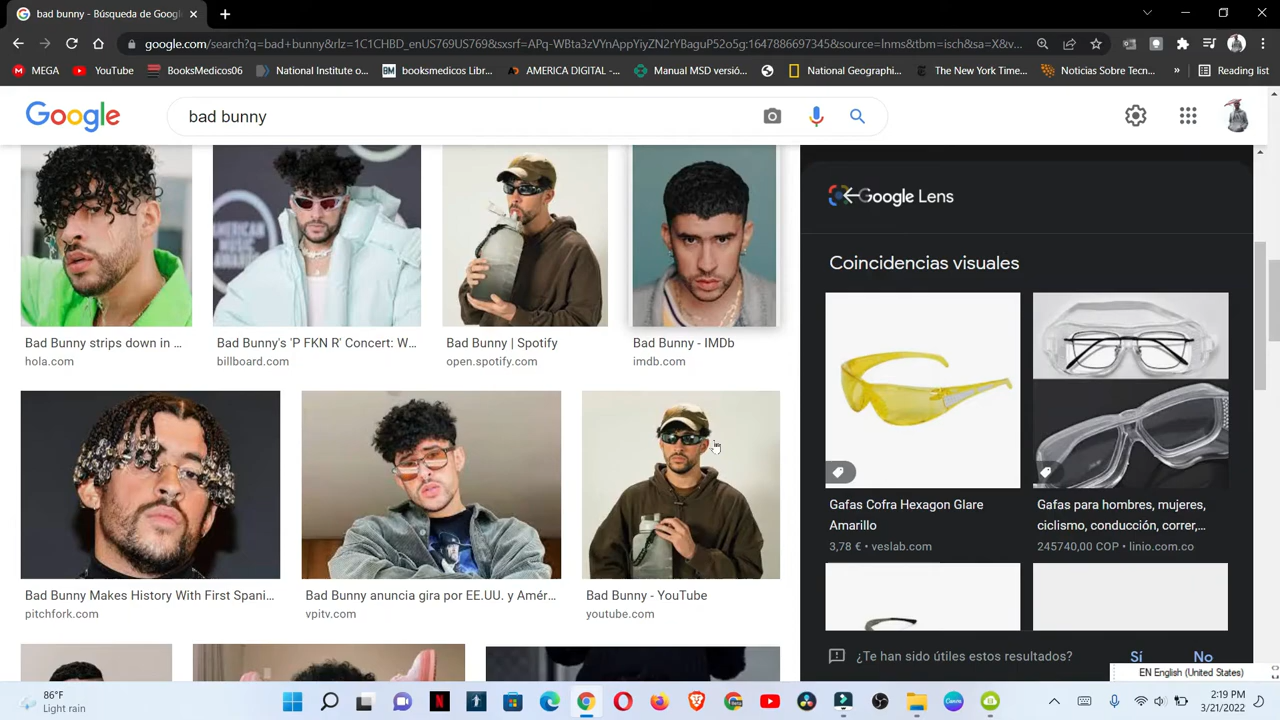 bad bunny - Búsqueda de Googl
google.com/search?q=bad+bunny&rlz=1C1CHBD_enUS769US769&sxsrf=APq-WBta3zVYnAppYiyZN2rYBaguP52o5g:1647886697345&source=lnms&tbm=isch&sa=X&v...
MEGA YouTube BooksMedicos06 National Institute o... booksmedicos Libr... AMERICA DIGITAL -... Manual MSD versió... National Geographi... The New York Time... Noticias Sobre Tecn... » Reading list
Google bad bunny
Google Lens
Coincidencias visuales
AMERICAN
MUSIC
AWARDS
Bad Bunny strips down in ...
hola.com
Bad Bunny's 'P FKN R' Concert: W...
billboard.com
Bad Bunny | Spotify
open.spotify.com
Bad Bunny - IMDb
imdb.com
Gafas Cofra Hexagon Glare
Amarillo
3,78 € • veslab.com
Gafas para hombres, mujeres,
ciclismo, conducción, correr,...
245740,00 COP • linio.com.co
Bad Bunny Makes History With First Spani...
pitchfork.com
Bad Bunny anuncia gira por EE.UU. y Amér...
vpitv.com
Bad Bunny - YouTube
youtube.com
¿Te han sido útiles estos resultados? Sí No
EN English (United States)
86°F
Light rain
2:19 PM
3/21/2022